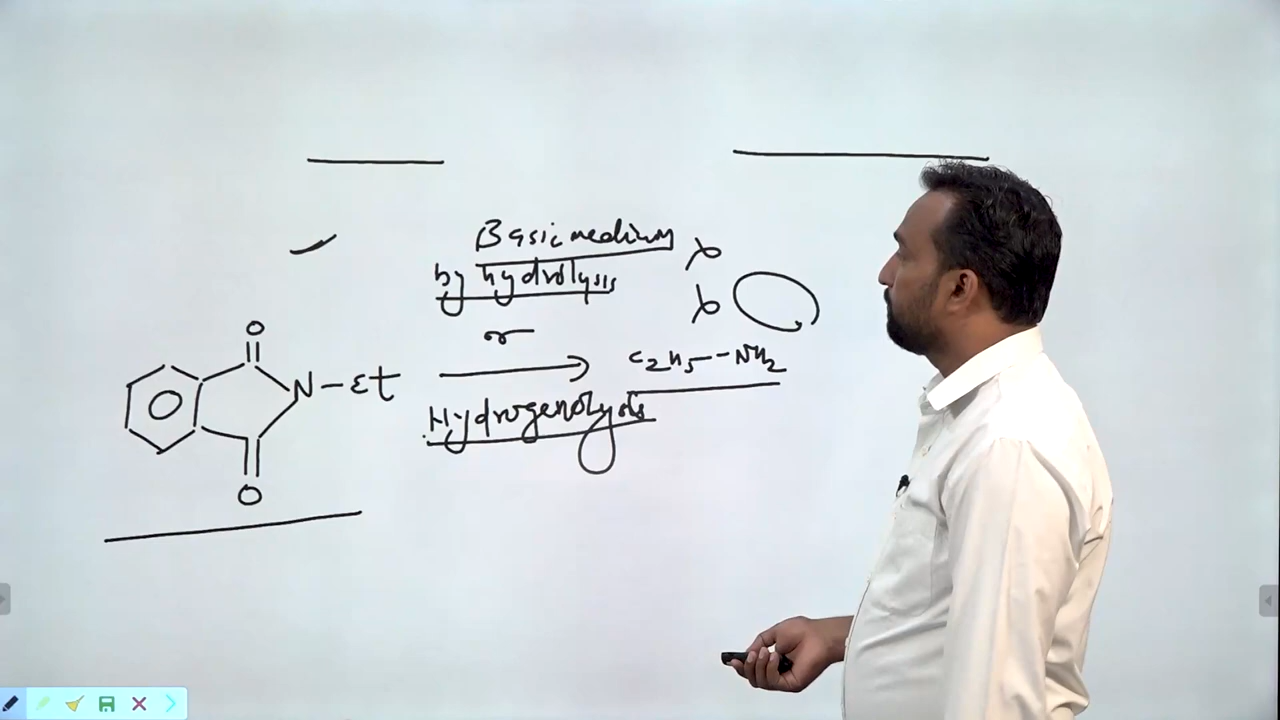 Basic medium
by hydrolysis
or
O
N-Et
O
C2H5--NH2
Hydrogenolysis